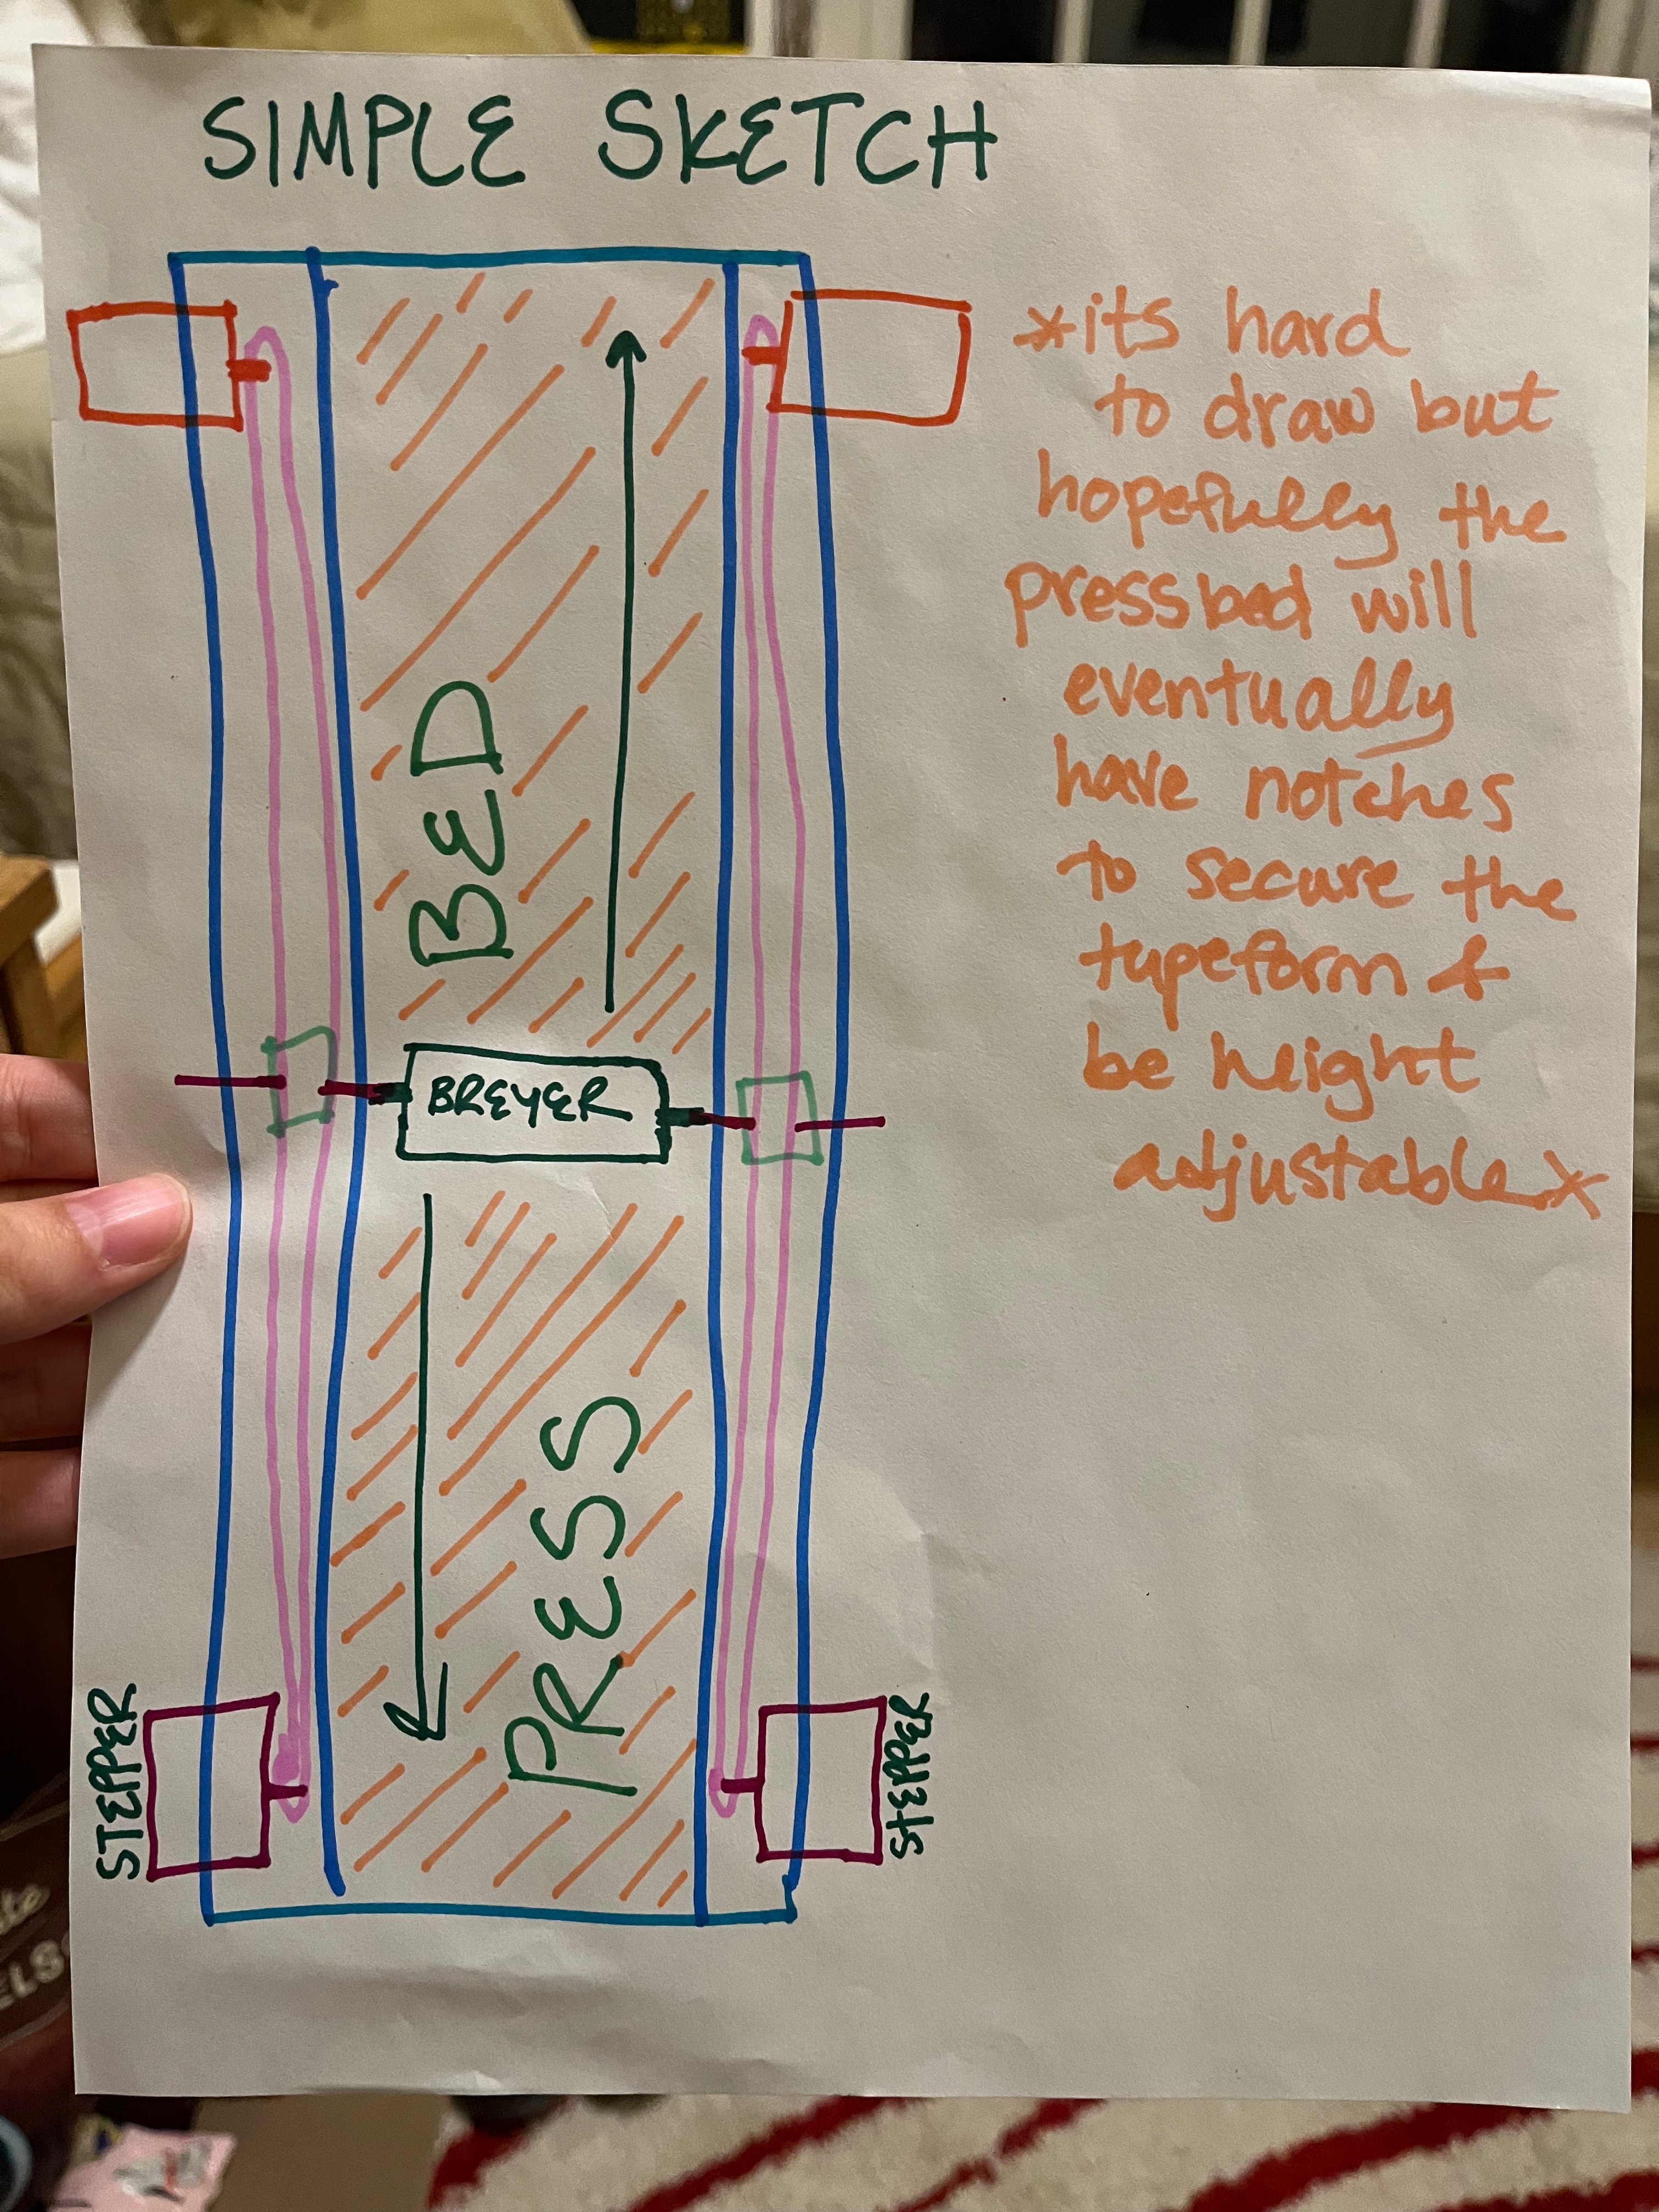 SIMPLE SKETCH
*its hard
to draw but
hopefully the
pressbed will
eventually
have notches
to secure the
typeform &
be height
adjustable*
BED
BREYER
PRESS
STEPPER
STEPPER